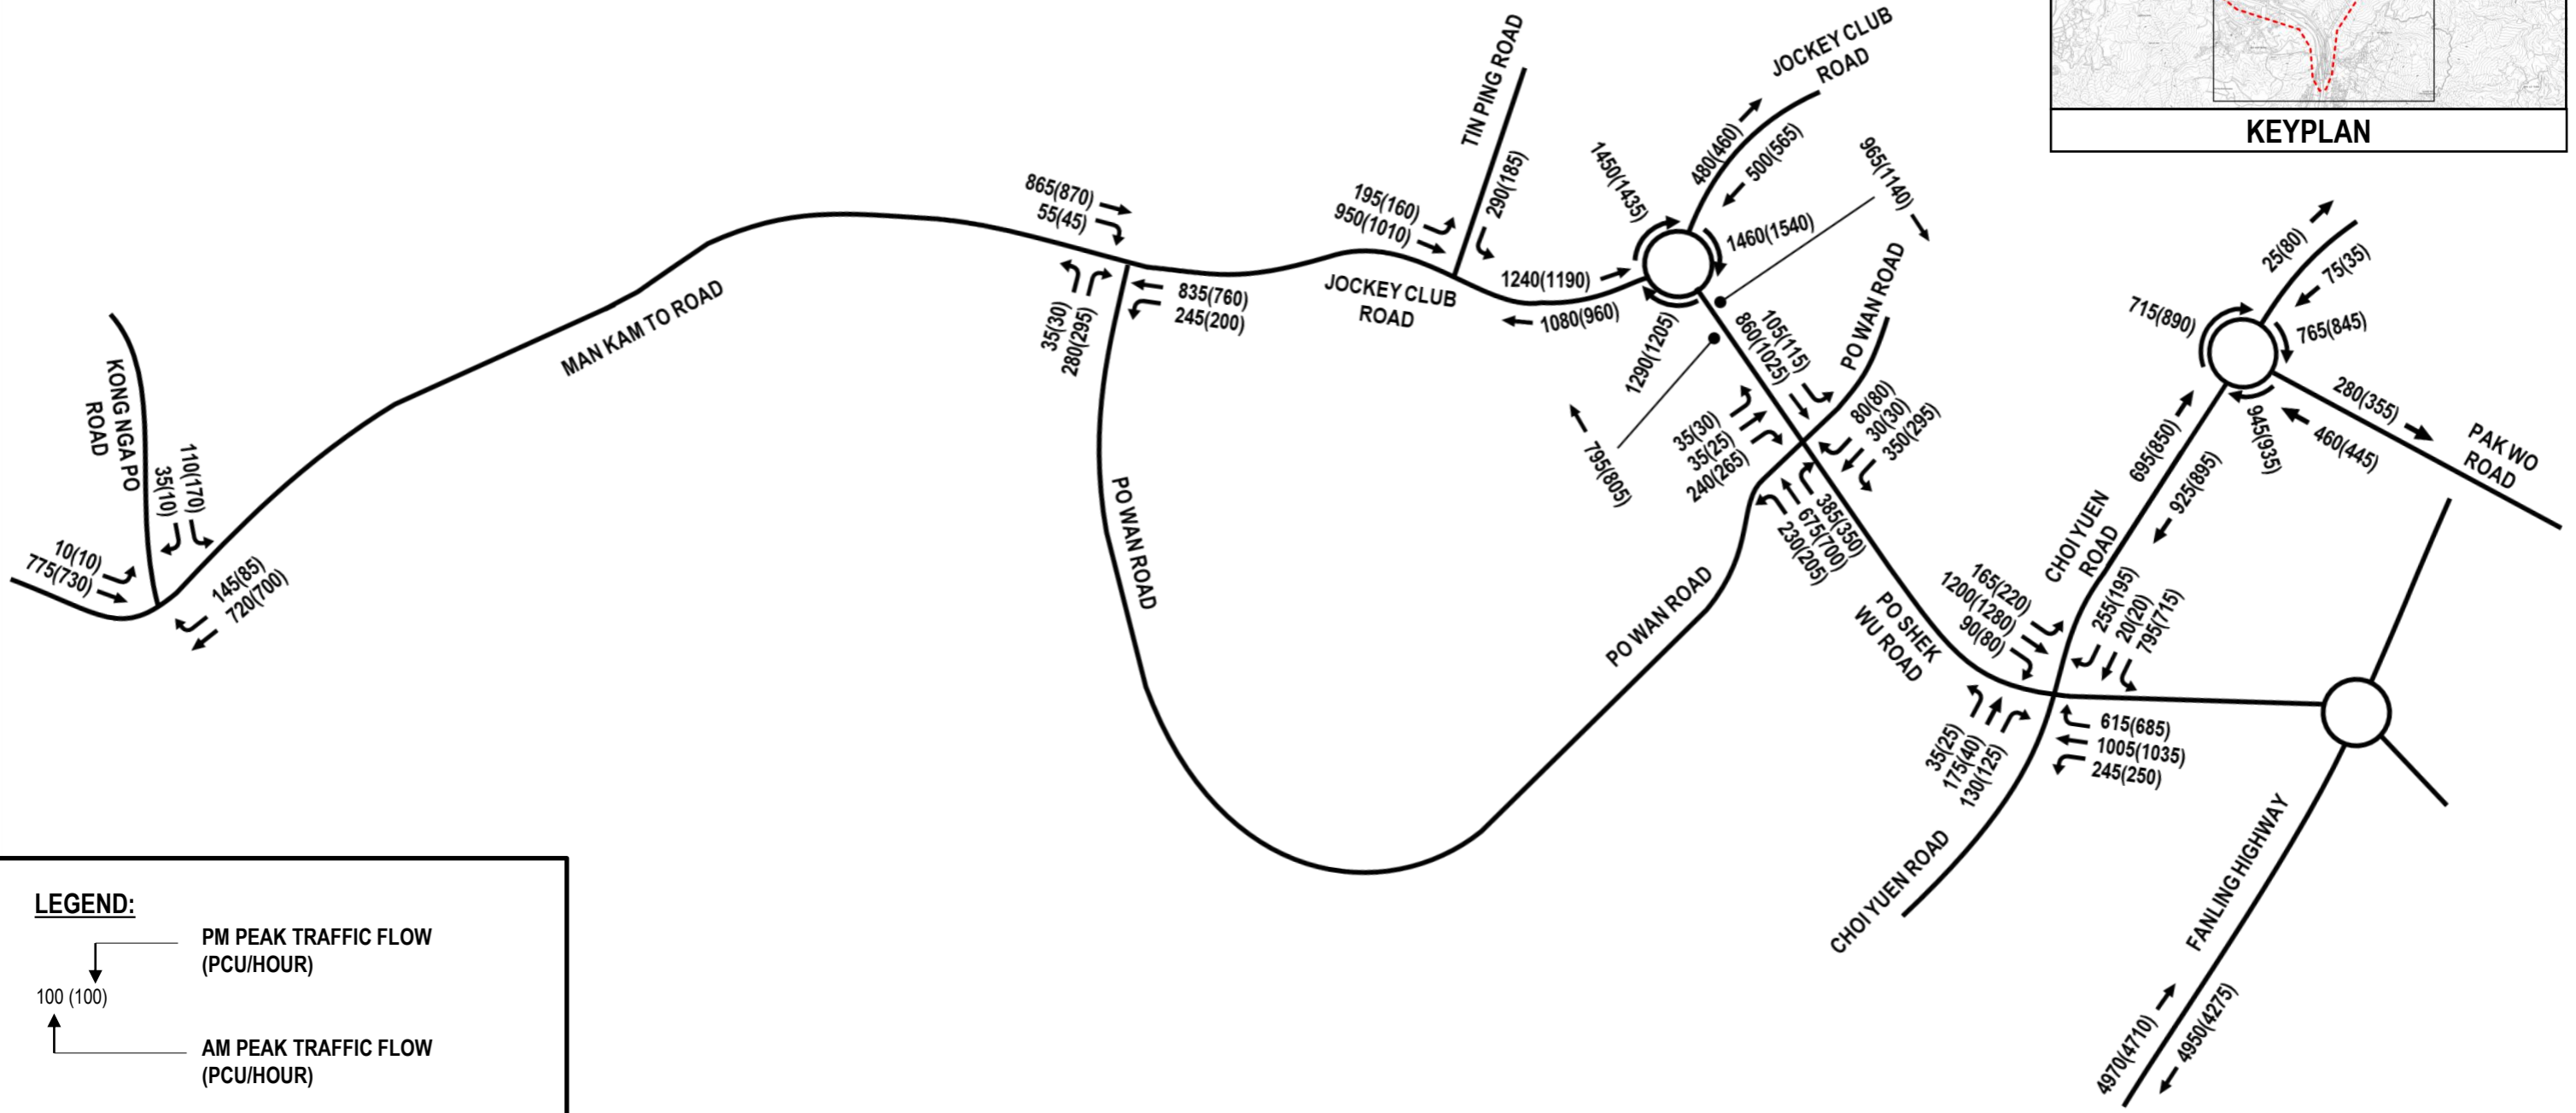 KEYPLAN
JOCKEY CLUB
ROAD
TIN PING ROAD
480(460)
500(565)
965(1140)
1450(1435)
1460(1540)
865(870)
55(45)
195(160)
950(1010)
290(185)
1240(1190)
1080(960)
JOCKEY CLUB
ROAD
835(760)
245(200)
35(30)
280(295)
MAN KAM TO ROAD
KONG NGA PO
ROAD
110(170)
35(10)
10(10)
775(730)
145(85)
720(700)
PO WAN ROAD
1290(1205)
795(805)
105(115)
860(1025)
PO WAN ROAD
80(80)
30(30)
350(295)
35(30)
35(25)
240(265)
385(350)
675(700)
230(205)
PO WAN ROAD
PO SHEK
WU ROAD
25(80)
75(35)
715(890)
765(845)
280(355)
460(445)
945(935)
PAK WO
ROAD
695(850)
925(895)
CHOI YUEN
ROAD
165(220)
1200(1280)
90(80)
255(195)
20(20)
795(715)
35(25)
175(40)
130(125)
615(685)
1005(1035)
245(250)
CHOI YUEN ROAD
FANLING HIGHWAY
4970(4710)
4950(4275)
LEGEND:
PM PEAK TRAFFIC FLOW
(PCU/HOUR)
100 (100)
AM PEAK TRAFFIC FLOW
(PCU/HOUR)